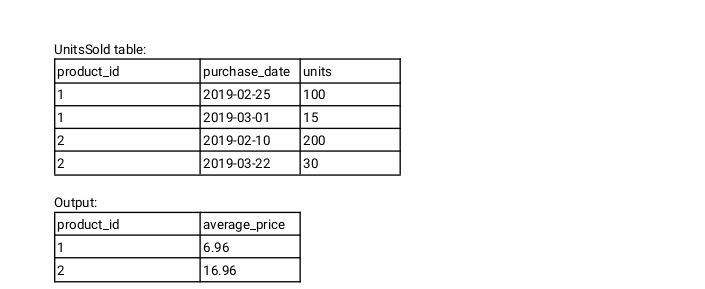 UnitsSold table:
product_id purchase_date units
1 2019-02-25 100
1 2019-03-01 15
2 2019-02-10 200
2 2019-03-22 30
Output:
product_id average_price
1 6.96
2 16.96